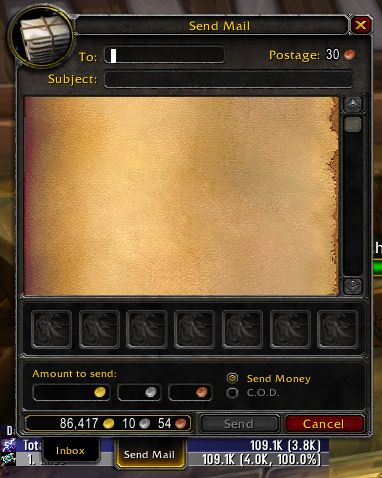 Send Mail
To:
Postage: 30
Subject:
Amount to send:
Send Money
C.O.D.
86,417 10 54
Send
Cancel
109.1K (3.8K)
Inbox
Send Mail
1.
109.1K (4.0K, 100.0%)